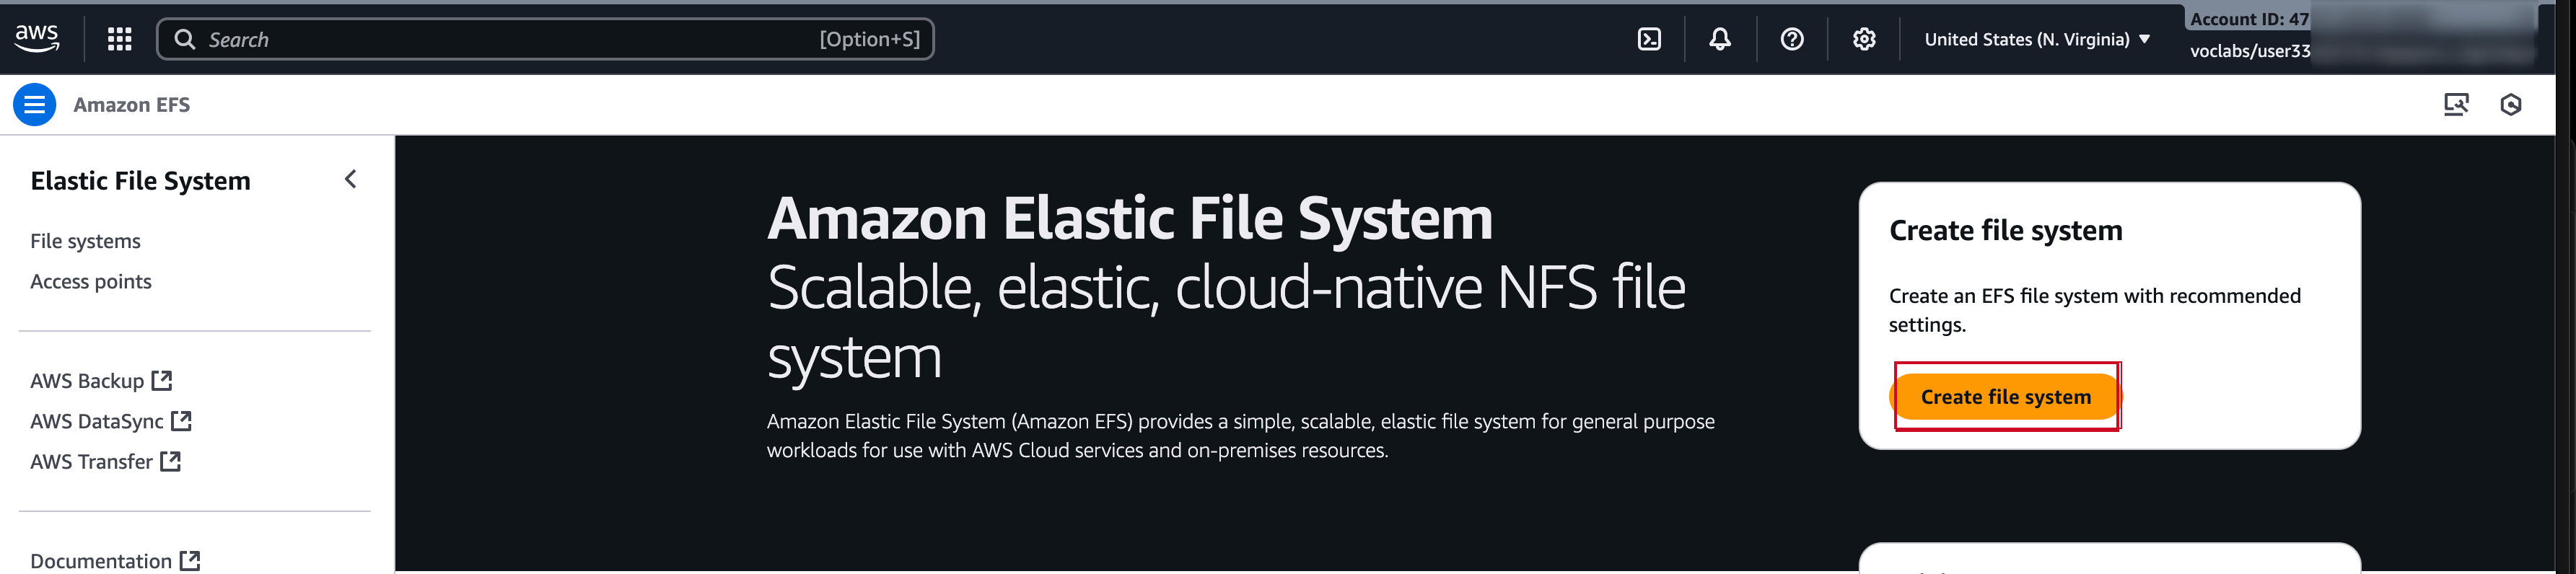 aws
Search
[Option+S]
United States (N. Virginia)
Account ID: 47
voclabs/user33
Amazon EFS
Elastic File System
File systems
Access points
AWS Backup
AWS DataSync
AWS Transfer
Documentation
Amazon Elastic File System
Scalable, elastic, cloud-native NFS file
system
Amazon Elastic File System (Amazon EFS) provides a simple, scalable, elastic file system for general purpose
workloads for use with AWS Cloud services and on-premises resources.
Create file system
Create an EFS file system with recommended
settings.
Create file system